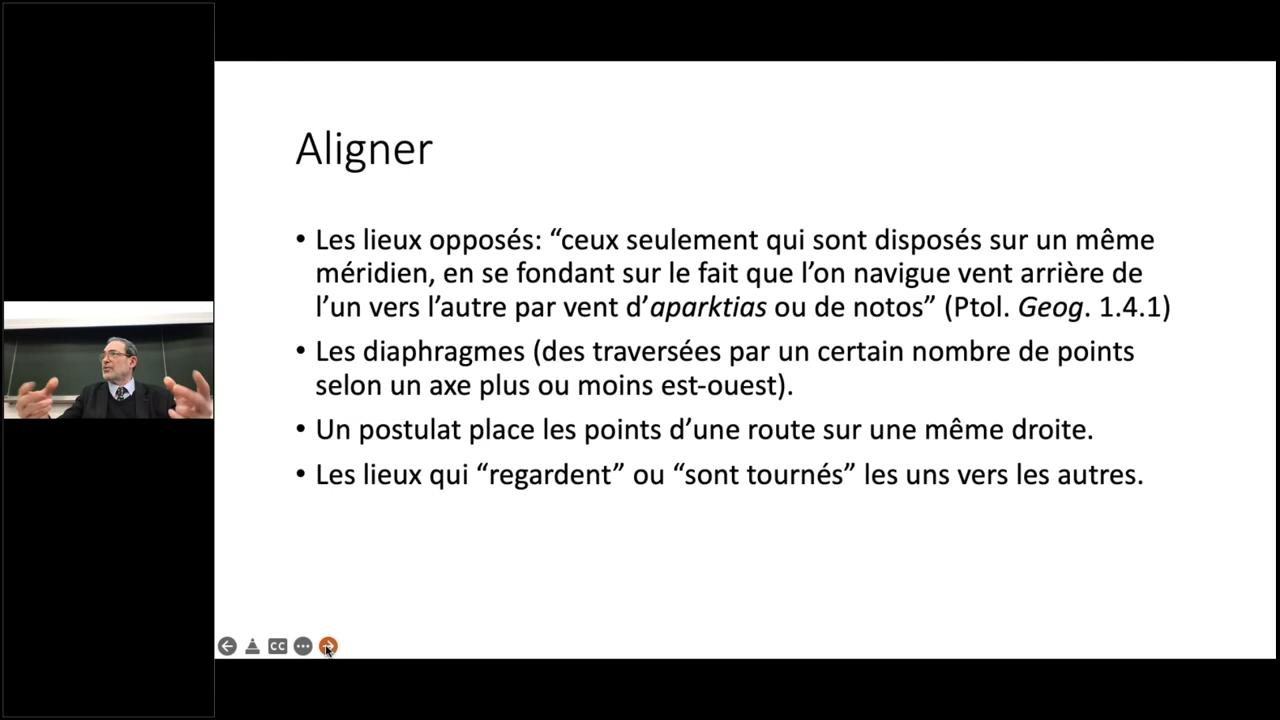 Aligner
• Les lieux opposés: “ceux seulement qui sont disposés sur un même
méridien, en se fondant sur le fait que l’on navigue vent arrière de
l’un vers l’autre par vent d’aparktias ou de notos” (Ptol. Geog. 1.4.1)
• Les diaphragmes (des traversées par un certain nombre de points
selon un axe plus ou moins est-ouest).
• Un postulat place les points d’une route sur une même droite.
• Les lieux qui “regardent” ou “sont tournés” les uns vers les autres.
CC